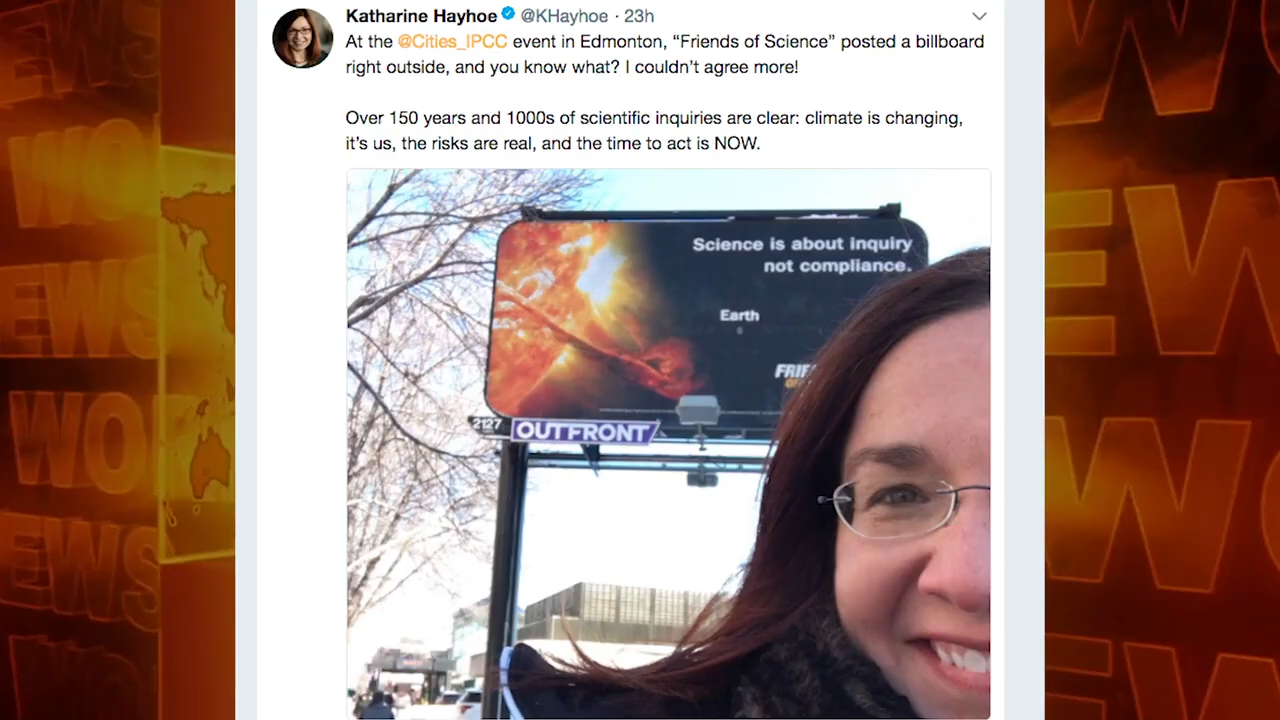 Katharine Hayhoe @KHayhoe · 23h
At the @Cities_IPCC event in Edmonton, “Friends of Science” posted a billboard
right outside, and you know what? I couldn’t agree more!
Over 150 years and 1000s of scientific inquiries are clear: climate is changing,
it’s us, the risks are real, and the time to act is NOW.
Science is about inquiry
not compliance.
Earth
2127
OUTFRONT
NEWS